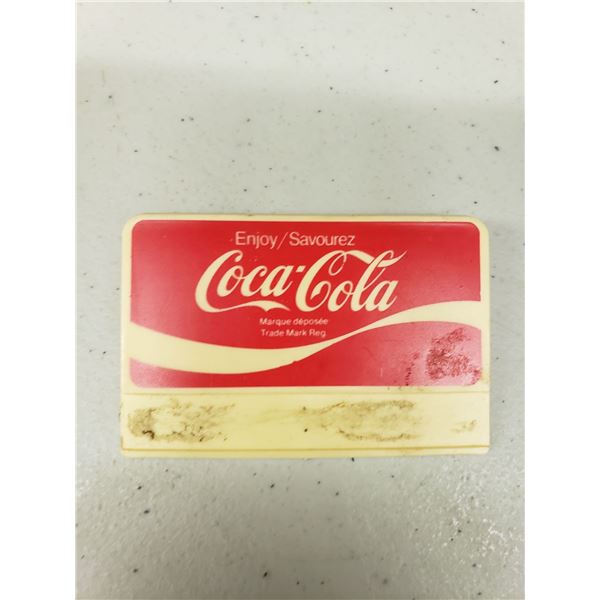 Enjoy/Savourez
Coca-Cola
Marque déposée
Trade Mark Reg